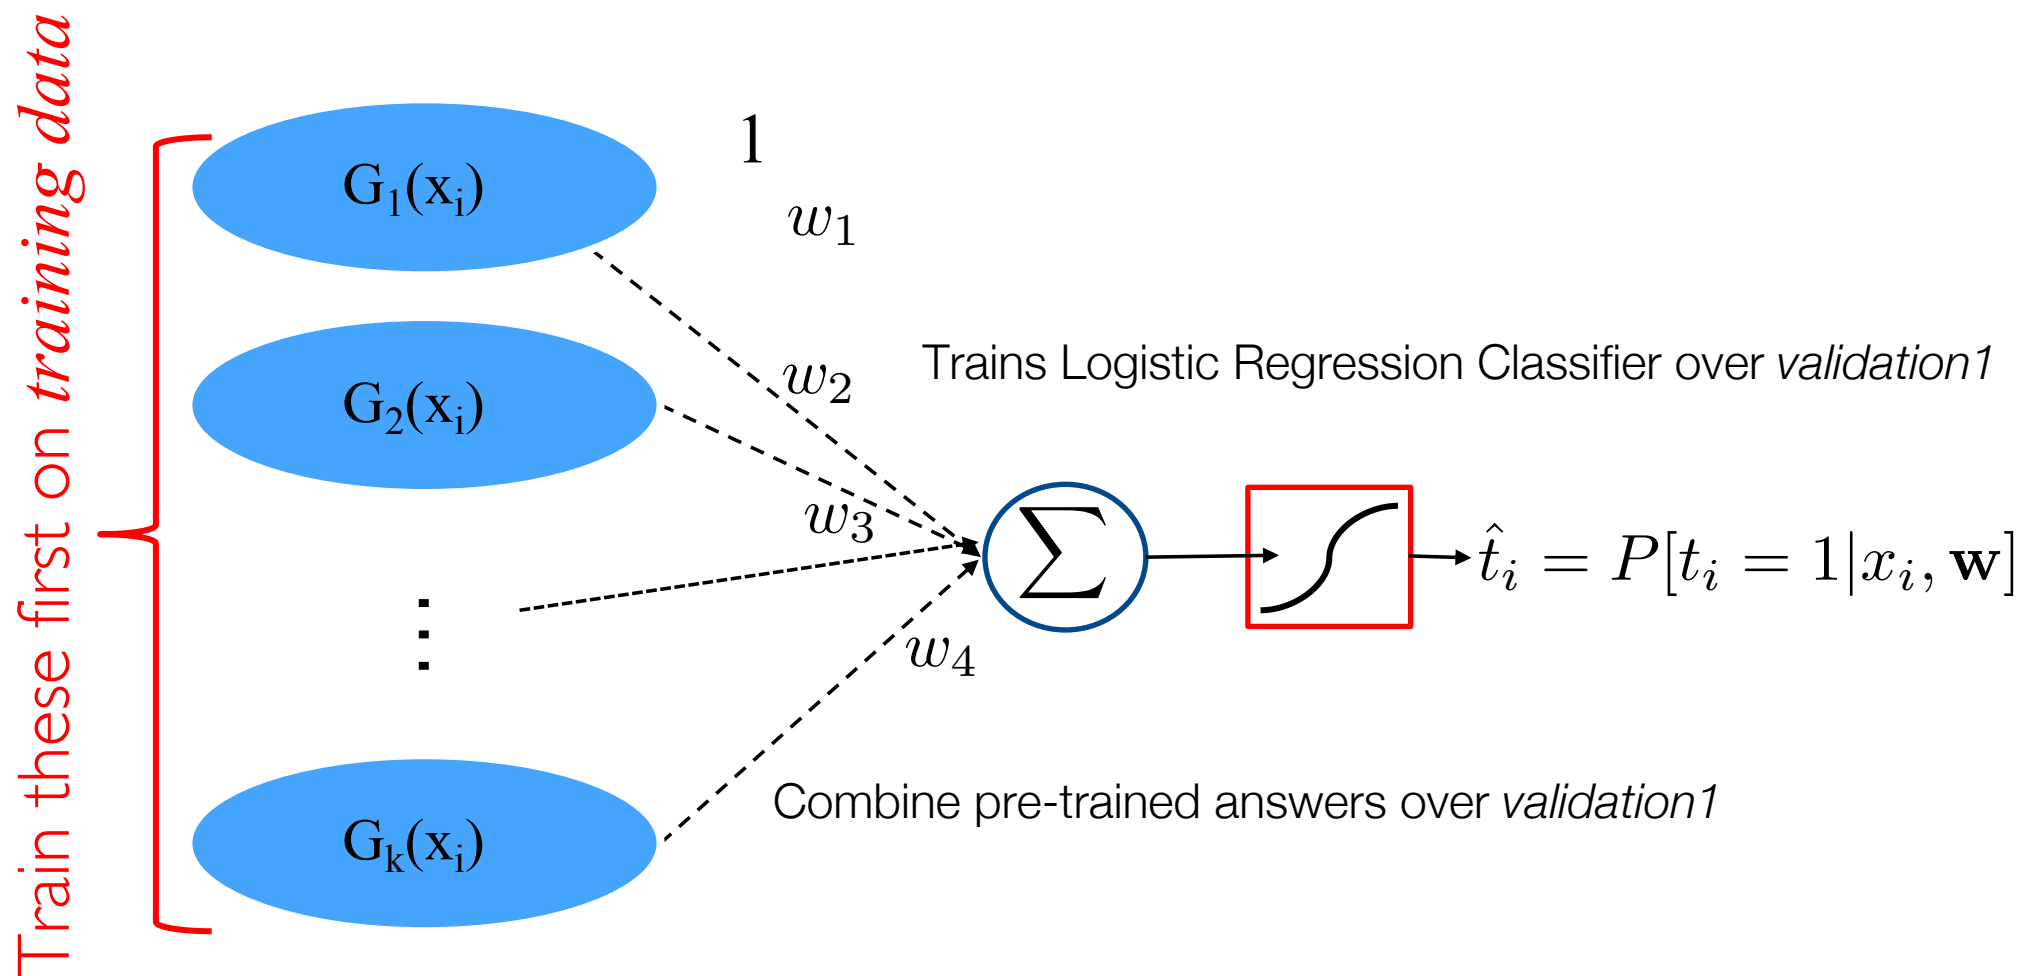 Train these first on training data
G₁(xᵢ)
1
w₁
G₂(xᵢ)
w₂
Trains Logistic Regression Classifier over validation1
w₃
∑
t̂ᵢ = P[tᵢ = 1|xᵢ, w]
⋮
w₄
Gₖ(xᵢ)
Combine pre-trained answers over validation1